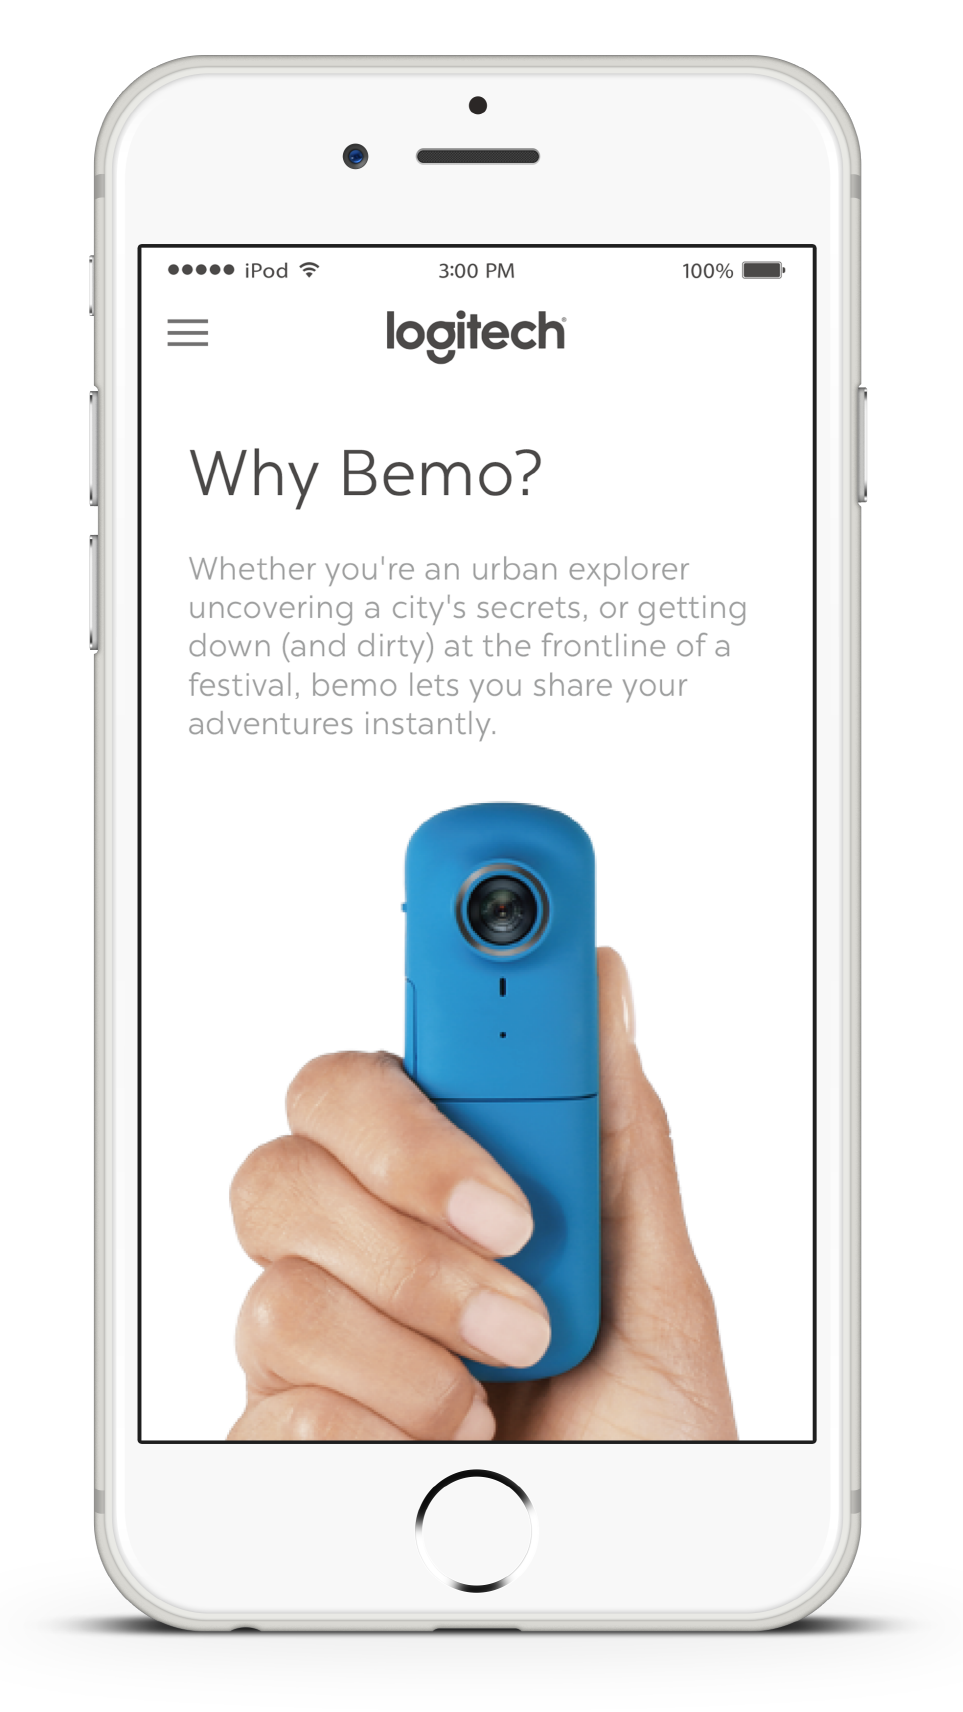 iPod 3:00 PM 100%
logitech
Why Bemo?
Whether you're an urban explorer
uncovering a city's secrets, or getting
down (and dirty) at the frontline of a
festival, bemo lets you share your
adventures instantly.